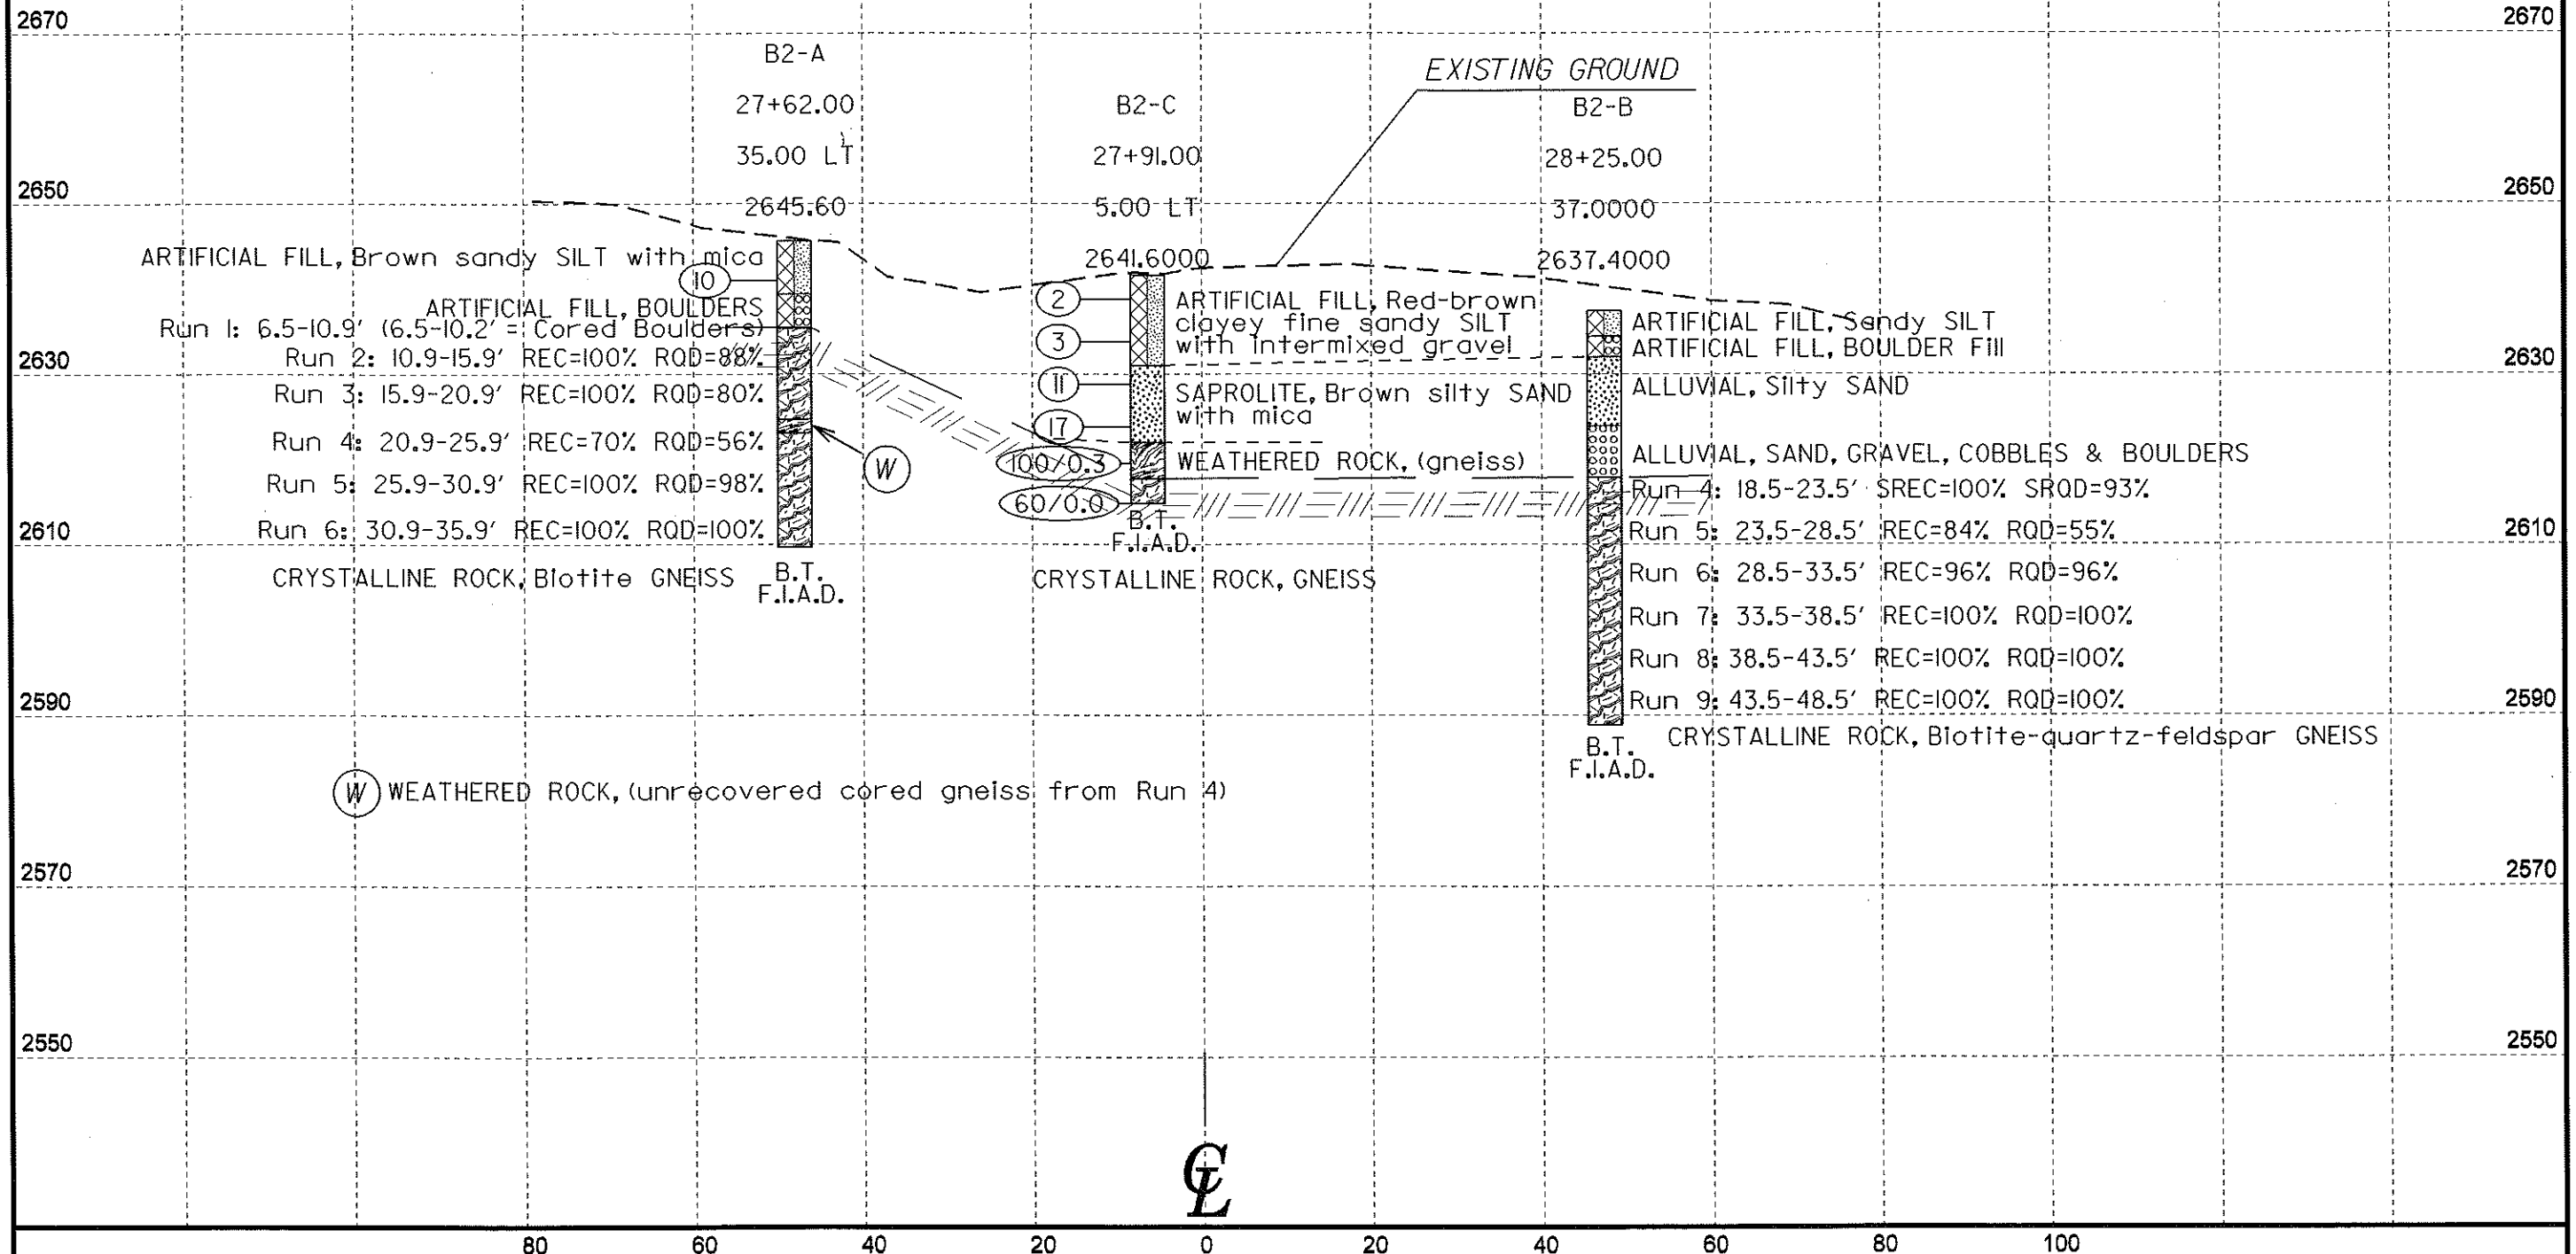 2670 2670
B2-A
27+62.00
35.00 LT
2645.60
B2-C
27+91.00
5.00 LT
2641.6000
EXISTING GROUND
B2-B
28+25.00
37.0000
2637.4000
2650 2650
ARTIFICIAL FILL, Brown sandy SILT with mica
10
ARTIFICIAL FILL, BOULDERS
Run 1: 6.5-10.9' (6.5-10.2' = Cored Boulders)
Run 2: 10.9-15.9' REC=100% RQD=88%
2630 2630
Run 3: 15.9-20.9' REC=100% RQD=80%
Run 4: 20.9-25.9' REC=70% RQD=56%
W
Run 5: 25.9-30.9' REC=100% RQD=98%
Run 6: 30.9-35.9' REC=100% RQD=100%
CRYSTALLINE ROCK, Biotite GNEISS
B.T.
F.I.A.D.
2
3
11
17
100/0.3
60/0.0
ARTIFICIAL FILL, Red-brown
clayey fine sandy SILT
with intermixed gravel
SAPROLITE, Brown silty SAND
with mica
WEATHERED ROCK, (gneiss)
B.T.
F.I.A.D.
CRYSTALLINE ROCK, GNEISS
ARTIFICIAL FILL, Sandy SILT
ARTIFICIAL FILL, BOULDER Fill
ALLUVIAL, Silty SAND
ALLUVIAL, SAND, GRAVEL, COBBLES & BOULDERS
Run 4: 18.5-23.5' SREC=100% SRQD=93%
2610 2610
Run 5: 23.5-28.5' REC=84% RQD=55%
Run 6: 28.5-33.5' REC=96% RQD=96%
Run 7: 33.5-38.5' REC=100% RQD=100%
Run 8: 38.5-43.5' REC=100% RQD=100%
Run 9: 43.5-48.5' REC=100% RQD=100%
2590 2590
B.T.
F.I.A.D.
CRYSTALLINE ROCK, Biotite-quartz-feldspar GNEISS
W WEATHERED ROCK, (unrecovered cored gneiss from Run 4)
2570 2570
2550 2550
CL
80 60 40 20 0 20 40 60 80 100